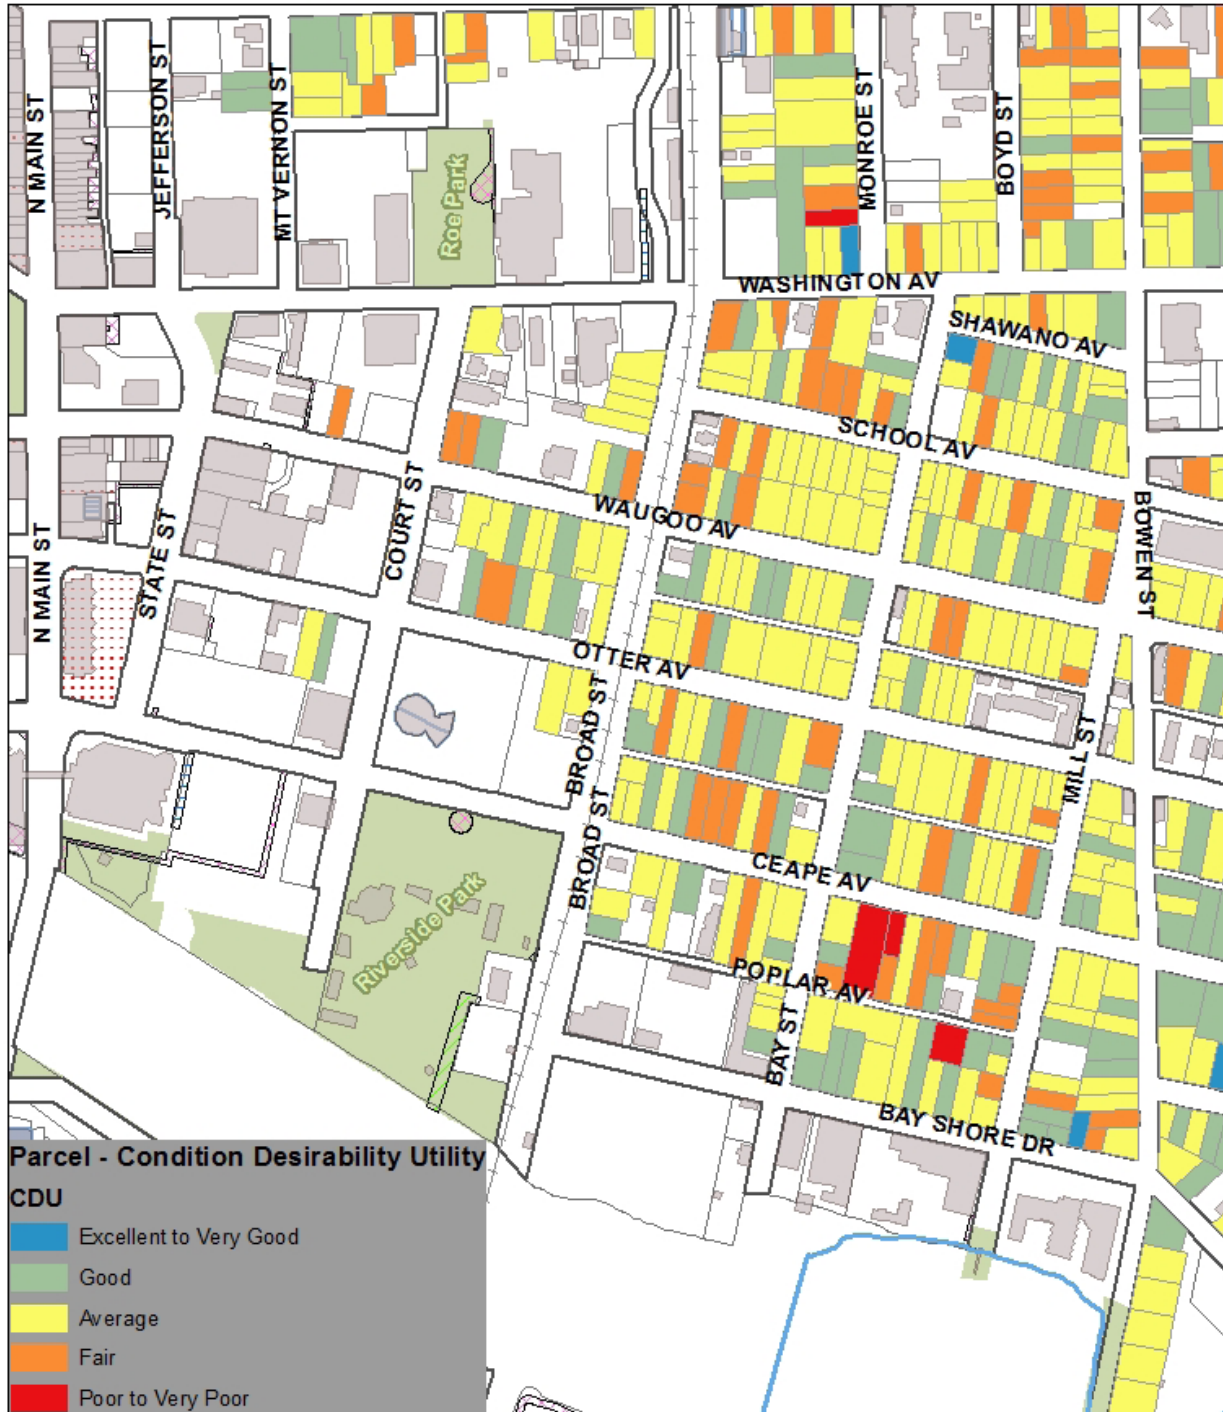 N MAIN ST
JEFFERSON ST
MT VERNON ST
Roe Park
MONROE ST
BOYD ST
WASHINGTON AV
SHAWANO AV
SCHOOL AV
COURT ST
WAUGOO AV
BOWEN ST
N MAIN ST
STATE ST
OTTER AV
BROAD ST
MILL ST
BROAD ST
CEAPE AV
Riverside Park
POPLAR AV
BAY ST
BAY SHORE DR
Parcel - Condition Desirability Utility
CDU
Excellent to Very Good
Good
Average
Fair
Poor to Very Poor